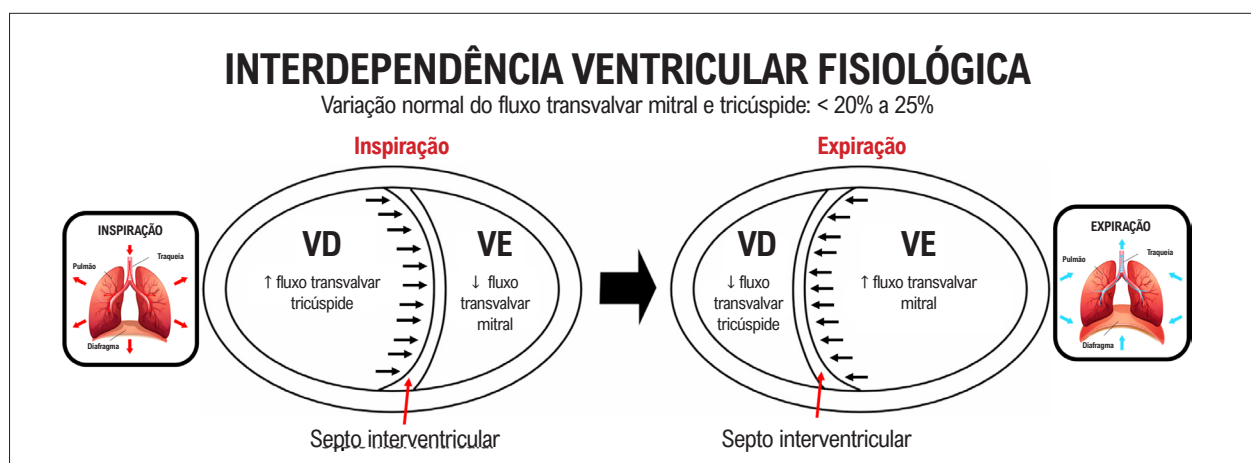 INTERDEPENDÊNCIA VENTRICULAR FISIOLÓGICA
Variação normal do fluxo transvalvar mitral e tricúspide: < 20% a 25%
Inspiração
Expiração
INSPIRAÇÃO
Pulmão
Traqueia
Diafragma
VD
↑ fluxo transvalvar
tricúspide
VE
↓ fluxo
transvalvar
mitral
Septo interventricular
VD
↓ fluxo
transvalvar
tricúspide
VE
↑ fluxo transvalvar
mitral
Septo interventricular
EXPIRAÇÃO
Pulmão
Traqueia
Diafragma